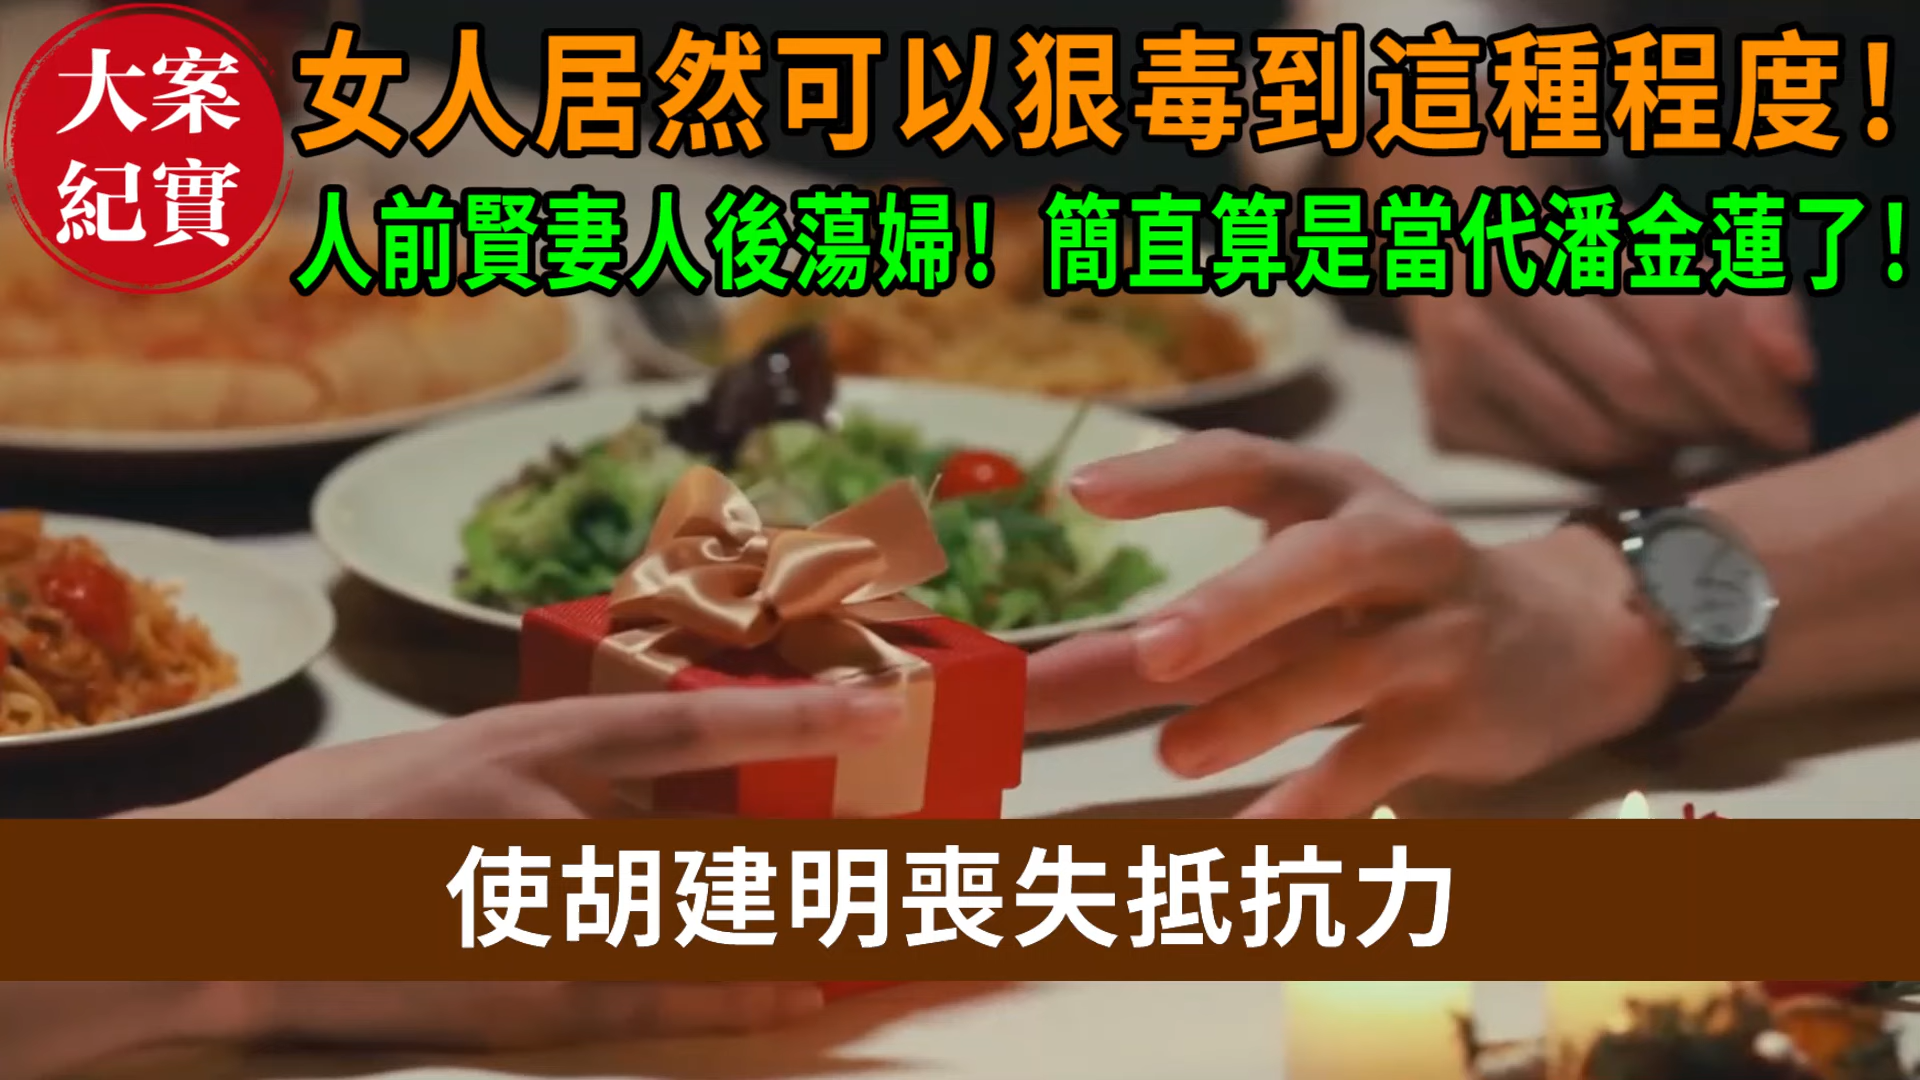 大案
紀實
女人居然可以狠毒到這種程度！
人前賢妻人後蕩婦！簡直算是當代潘金蓮了！
使胡建明喪失抵抗力